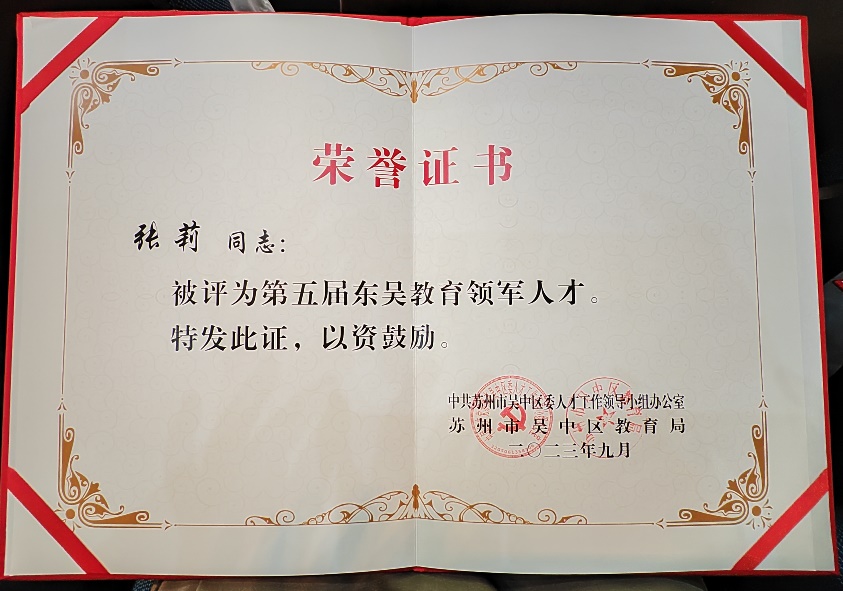 荣誉证书
张莉 同志：
被评为第五届东吴教育领军人才。
特发此证，以资鼓励。
中共苏州市吴中区委人才工作领导小组办公室
苏州市吴中区教育局
二〇二三年九月